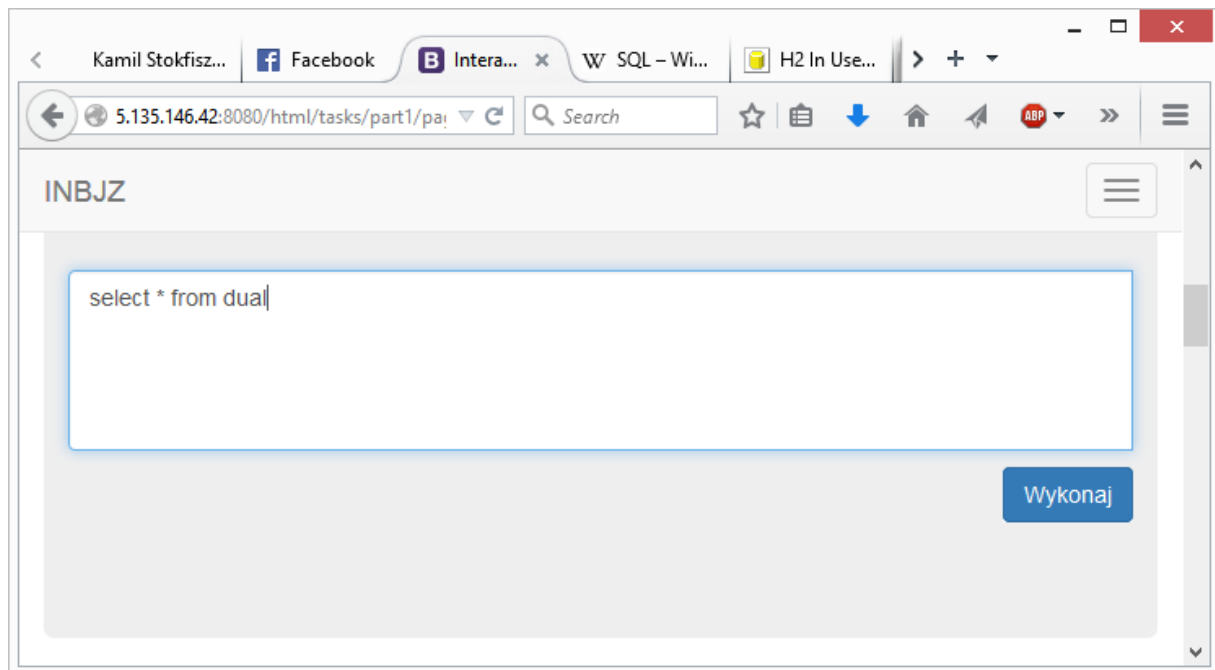 Kamil Stokfisz... Facebook Intera... W SQL – Wi... H2 In Use...
5.135.146.42:8080/html/tasks/part1/pa Search ABP
INBJZ
select * from dual
Wykonaj